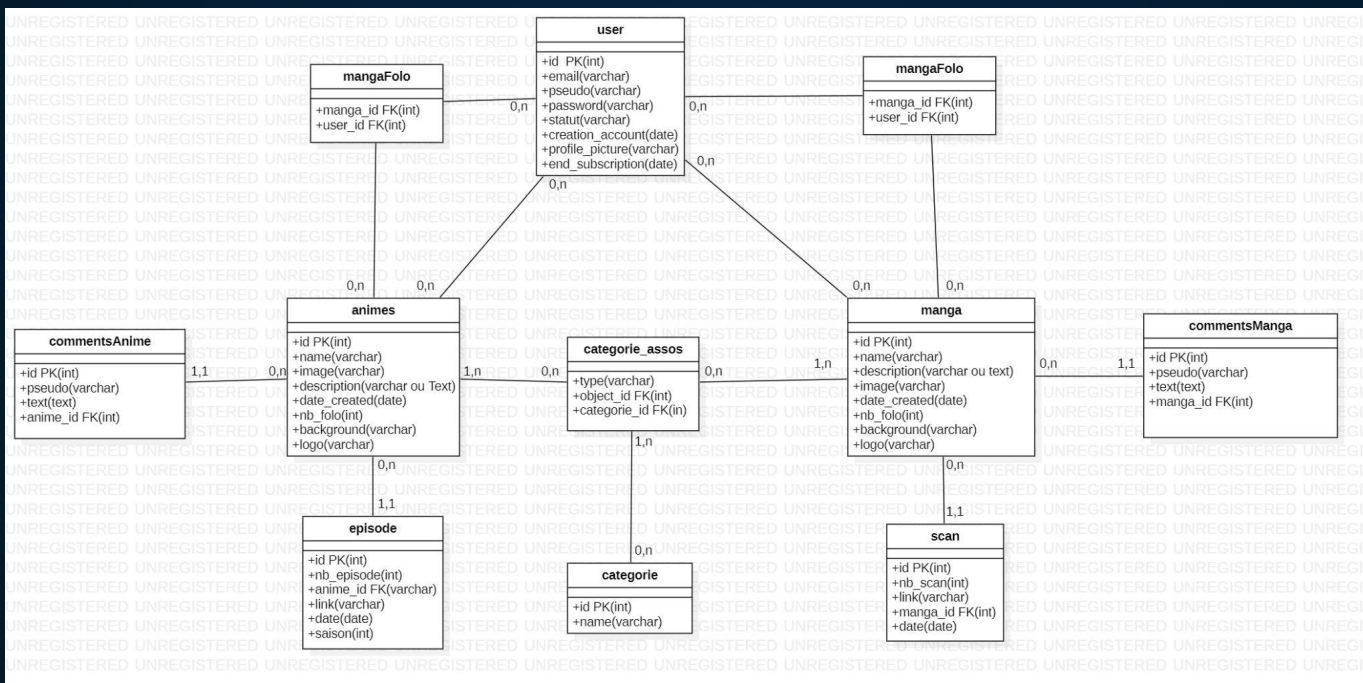 user
+id PK(int)
+email(varchar)
+pseudo(varchar)
+password(varchar)
+statut(varchar)
+creation_account(date)
+profile_picture(varchar)
+end_subscription(date)
mangaFolo
+manga_id FK(int)
+user_id FK(int)
mangaFolo
+manga_id FK(int)
+user_id FK(int)
0,n
0,n
0,n
0,n
0,n
0,n
0,n
0,n
animes
+id PK(int)
+name(varchar)
+image(varchar)
+description(varchar ou Text)
+date_created(date)
+nb_folo(int)
+background(varchar)
+logo(varchar)
manga
+id PK(int)
+name(varchar)
+description(varchar ou text)
+image(varchar)
+date_created(date)
+nb_folo(int)
+background(varchar)
+logo(varchar)
commentsAnime
+id PK(int)
+pseudo(varchar)
+text(text)
+anime_id FK(int)
1,1
0,n
1,n
0,n
categorie_assos
+type(varchar)
+object_id FK(int)
+categorie_id FK(in)
0,n
1,n
0,n
1,1
commentsManga
+id PK(int)
+pseudo(varchar)
+text(text)
+manga_id FK(int)
0,n
1,1
1,n
0,n
0,n
1,1
episode
+id PK(int)
+nb_episode(int)
+anime_id FK(varchar)
+link(varchar)
+date(date)
+saison(int)
categorie
+id PK(int)
+name(varchar)
scan
+id PK(int)
+nb_scan(int)
+link(varchar)
+manga_id FK(int)
+date(date)
UNREGISTERED